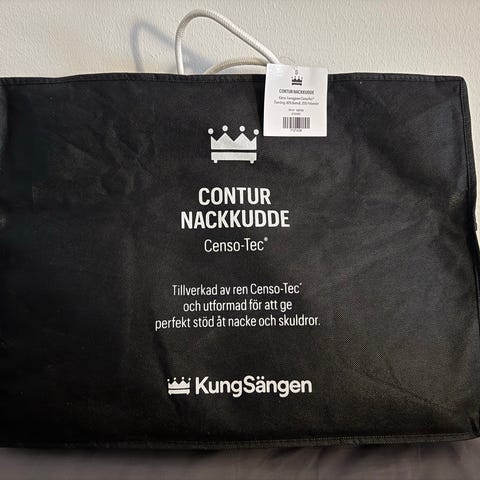 CONTUR NACKKUDDE
CONTUR
NACKKUDDE
Censo-Tec®
Tillverkad av ren Censo-Tec®
och utformad för att ge
perfekt stöd åt nacke och skuldror.
KungSängen